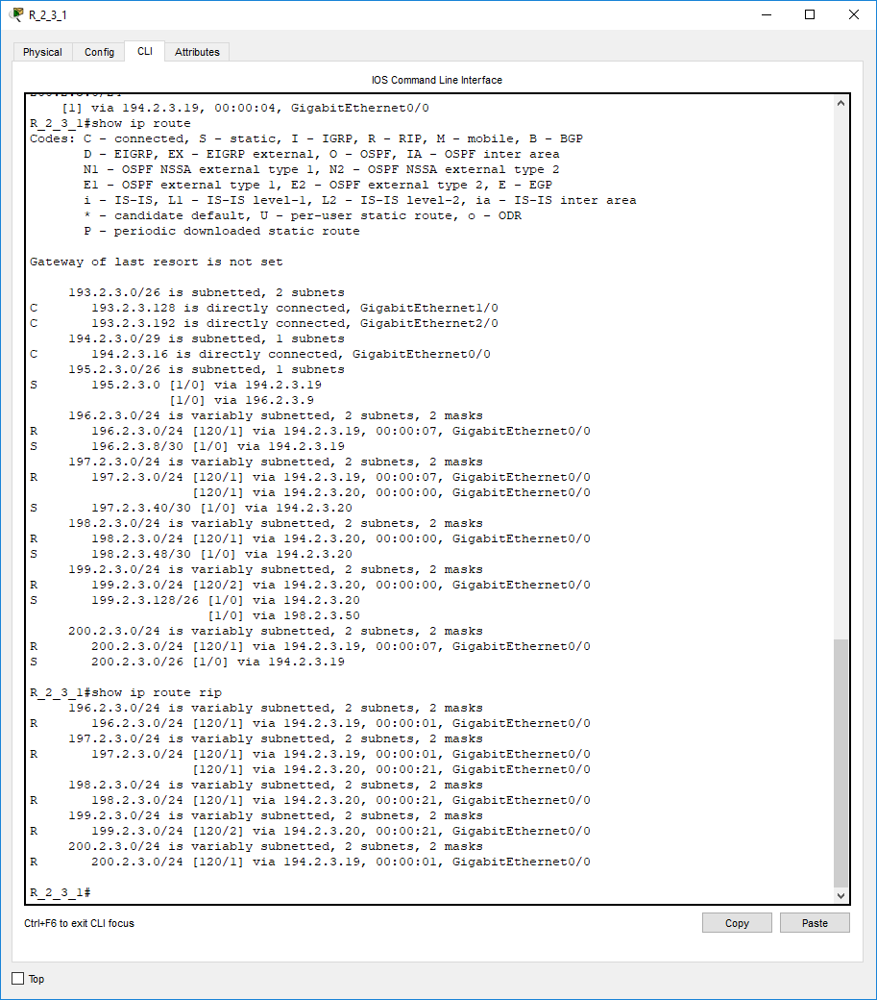 R_2_3_1
Physical Config CLI Attributes
IOS Command Line Interface
[1] via 194.2.3.19, 00:00:04, GigabitEthernet0/0
R_2_3_1#show ip route
Codes: C - connected, S - static, I - IGRP, R - RIP, M - mobile, B - BGP
D - EIGRP, EX - EIGRP external, O - OSPF, IA - OSPF inter area
N1 - OSPF NSSA external type 1, N2 - OSPF NSSA external type 2
E1 - OSPF external type 1, E2 - OSPF external type 2, E - EGP
i - IS-IS, L1 - IS-IS level-1, L2 - IS-IS level-2, ia - IS-IS inter area
* - candidate default, U - per-user static route, o - ODR
P - periodic downloaded static route
Gateway of last resort is not set
193.2.3.0/26 is subnetted, 2 subnets
C 193.2.3.128 is directly connected, GigabitEthernet1/0
C 193.2.3.192 is directly connected, GigabitEthernet2/0
194.2.3.0/29 is subnetted, 1 subnets
C 194.2.3.16 is directly connected, GigabitEthernet0/0
195.2.3.0/26 is subnetted, 1 subnets
S 195.2.3.0 [1/0] via 194.2.3.19
[1/0] via 196.2.3.9
196.2.3.0/24 is variably subnetted, 2 subnets, 2 masks
R 196.2.3.0/24 [120/1] via 194.2.3.19, 00:00:07, GigabitEthernet0/0
S 196.2.3.8/30 [1/0] via 194.2.3.19
197.2.3.0/24 is variably subnetted, 2 subnets, 2 masks
R 197.2.3.0/24 [120/1] via 194.2.3.19, 00:00:07, GigabitEthernet0/0
[120/1] via 194.2.3.20, 00:00:00, GigabitEthernet0/0
S 197.2.3.40/30 [1/0] via 194.2.3.20
198.2.3.0/24 is variably subnetted, 2 subnets, 2 masks
R 198.2.3.0/24 [120/1] via 194.2.3.20, 00:00:00, GigabitEthernet0/0
S 198.2.3.48/30 [1/0] via 194.2.3.20
199.2.3.0/24 is variably subnetted, 2 subnets, 2 masks
R 199.2.3.0/24 [120/2] via 194.2.3.20, 00:00:00, GigabitEthernet0/0
S 199.2.3.128/26 [1/0] via 194.2.3.20
[1/0] via 198.2.3.50
200.2.3.0/24 is variably subnetted, 2 subnets, 2 masks
R 200.2.3.0/24 [120/1] via 194.2.3.19, 00:00:07, GigabitEthernet0/0
S 200.2.3.0/26 [1/0] via 194.2.3.19
R_2_3_1#show ip route rip
196.2.3.0/24 is variably subnetted, 2 subnets, 2 masks
R 196.2.3.0/24 [120/1] via 194.2.3.19, 00:00:01, GigabitEthernet0/0
197.2.3.0/24 is variably subnetted, 2 subnets, 2 masks
R 197.2.3.0/24 [120/1] via 194.2.3.19, 00:00:01, GigabitEthernet0/0
[120/1] via 194.2.3.20, 00:00:21, GigabitEthernet0/0
198.2.3.0/24 is variably subnetted, 2 subnets, 2 masks
R 198.2.3.0/24 [120/1] via 194.2.3.20, 00:00:21, GigabitEthernet0/0
199.2.3.0/24 is variably subnetted, 2 subnets, 2 masks
R 199.2.3.0/24 [120/2] via 194.2.3.20, 00:00:21, GigabitEthernet0/0
200.2.3.0/24 is variably subnetted, 2 subnets, 2 masks
R 200.2.3.0/24 [120/1] via 194.2.3.19, 00:00:01, GigabitEthernet0/0
R_2_3_1#
Ctrl+F6 to exit CLI focus
Copy Paste
Top